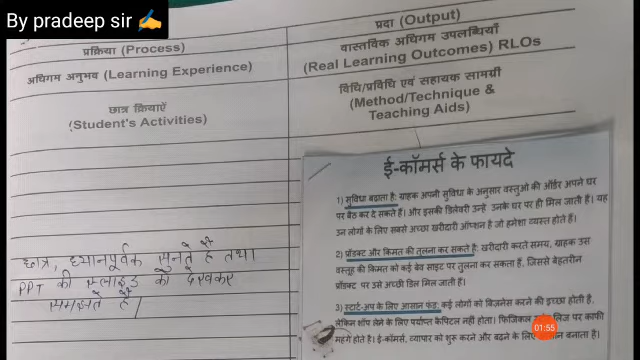 By pradeep sir ✍️
प्रक्रिया (Process)
अधिगम अनुभव (Learning Experience)
छात्र क्रियाऐं
(Student's Activities)
प्रदा (Output)
वास्तविक अधिगम उपलब्धियाँ
(Real Learning Outcomes) RLOs
विधि/प्रविधि एवं सहायक सामग्री
(Method/Technique &
Teaching Aids)
छात्र, ध्यानपूर्वक सुनते हैं तथा
PPT की स्लाइड को देखकर
समझते हैं।
ई-कॉमर्स के फायदे
1) सुविधा बढ़ाता है: ग्राहक अपनी सुविधा के अनुसार वस्तुओ की ऑर्डर अपने घर
पर बैठ कर दे सकते हैं। और इसकी डिलेवरी उन्हे उनके घर पर ही मिल जाता हैं। यह
उन लोगों के लिए सबसे अच्छा खरीदारी ऑप्शन है जो हमेशा व्यस्त होते हैं।
2) प्रॉडक्ट और किमत की तुलना कर सकते है: खरीदारी करते समय, ग्राहक उस
वस्तुह की किमत को कई वेब साइट पर तुलना कर सकता हैं, जिससे बेहतरीन
प्रॉडक्ट पर उसे अच्छी डिल मिल जाती हैं।
3) स्टार्ट-अप के लिए आसान फंड: कई लोगों को बिज़नेस करने की इच्छा होती है,
लेकिन शॉप लेने के लिए पर्याप्त कैपिटल नहीं होता। फिजिकल लिज पर काफी
महंगे होते है। ई-कॉमर्स, व्यापार को शुरू करने और बढ़ने के लिए बनाता है।
01:55